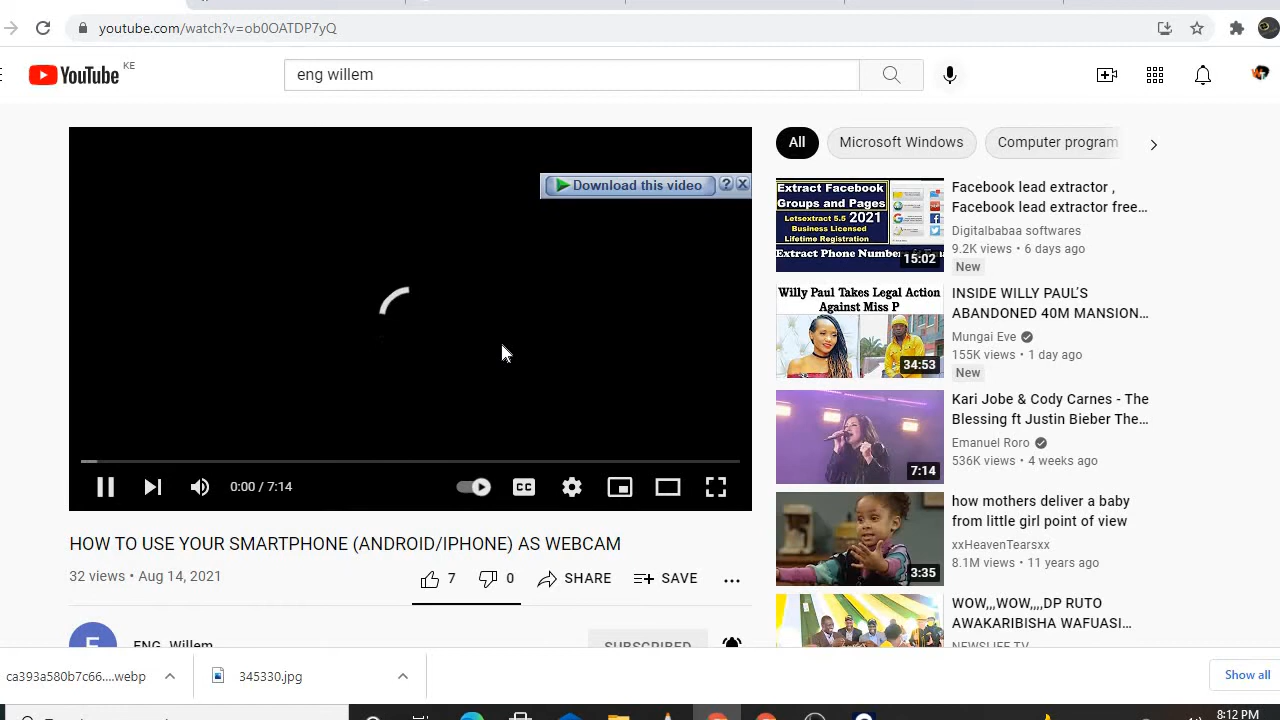 youtube.com/watch?v=ob0OATDP7yQ
YouTube KE
eng willem
Download this video
?
0:00 / 7:14
CC
HOW TO USE YOUR SMARTPHONE (ANDROID/IPHONE) AS WEBCAM
32 views • Aug 14, 2021
7
0
SHARE
SAVE
E
ENG. Willem
SUBSCRIBED
All
Microsoft Windows
Computer program
Extract Facebook
Groups and Pages
Letsextract 5.5 2021
Business Licensed
Lifetime Registration
Extract Phone Number
15:02
Facebook lead extractor ,
Facebook lead extractor free…
Digitalbabaa softwares
9.2K views • 6 days ago
New
Willy Paul Takes Legal Action
Against Miss P
34:53
INSIDE WILLY PAUL'S
ABANDONED 40M MANSION…
Mungai Eve
155K views • 1 day ago
New
7:14
Kari Jobe & Cody Carnes - The
Blessing ft Justin Bieber The…
Emanuel Roro
536K views • 4 weeks ago
3:35
how mothers deliver a baby
from little girl point of view
xxHeavenTearsxx
8.1M views • 11 years ago
WOW,,,WOW,,,,DP RUTO
AWAKARIBISHA WAFUASI…
NEWSLIFE TV
ca393a580b7c66....webp
345330.jpg
Show all
8:12 PM